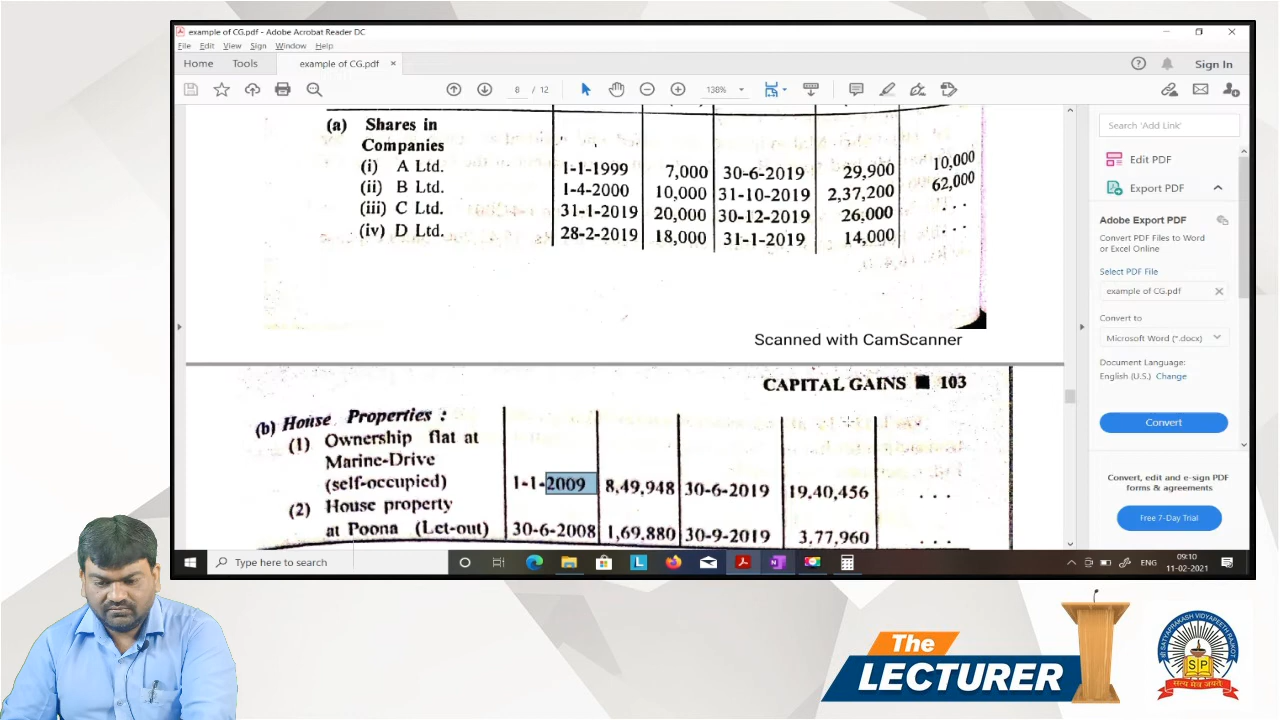 example of CG.pdf - Adobe Acrobat Reader DC
File Edit View Sign Window Help
Home Tools example of CG.pdf × Sign In
8 / 12 138%
(a) Shares in
Companies
(i) A Ltd. 1-1-1999 7,000 30-6-2019 29,900 10,000
(ii) B Ltd. 1-4-2000 10,000 31-10-2019 2,37,200 62,000
(iii) C Ltd. 31-1-2019 20,000 30-12-2019 26,000 ...
(iv) D Ltd. 28-2-2019 18,000 31-1-2019 14,000 ...
Scanned with CamScanner
CAPITAL GAINS ■ 103
(b) House Properties :
(1) Ownership flat at
Marine-Drive
(self-occupied) 1-1-2009 8,49,948 30-6-2019 19,40,456 ...
(2) House property
at Poona (Let-out) 30-6-2008 1,69,880 30-9-2019 3,77,960 ...
Search 'Add Link'
Edit PDF
Export PDF
Adobe Export PDF
Convert PDF Files to Word
or Excel Online
Select PDF File
example of CG.pdf ×
Convert to
Microsoft Word (*.docx)
Document Language:
English (U.S.) Change
Convert
Convert, edit and e-sign PDF
forms & agreements
Free 7-Day Trial
Type here to search
ENG
09:10
11-02-2021
The
LECTURER
SP
सत्य मेव जयते